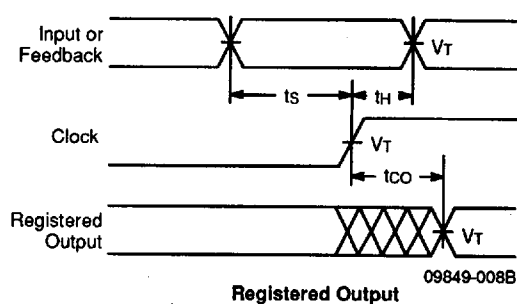 Input or
Feedback
VT
tS
tH
Clock
VT
tCO
Registered
Output
VT
09849-008B
Registered Output